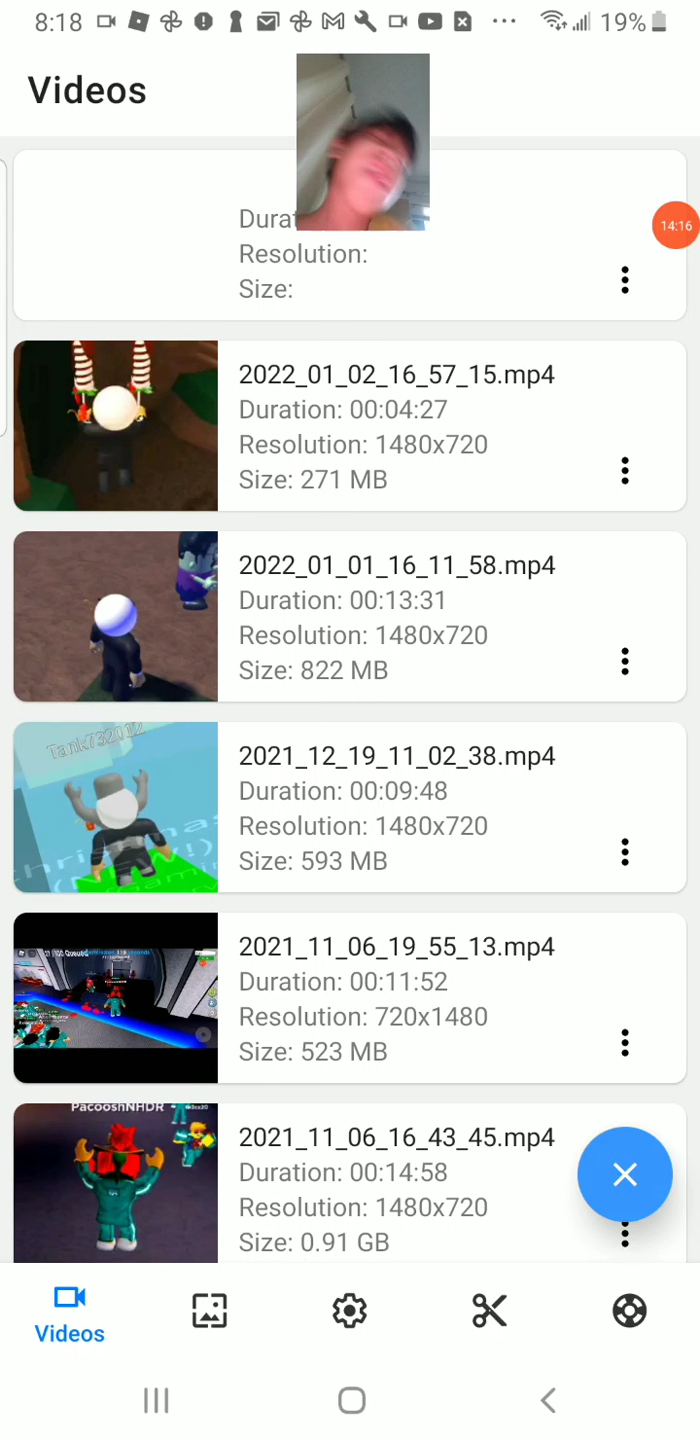 8:18
19%
Videos
14:16
Resolution:
Size:
2022_01_02_16_57_15.mp4
Duration: 00:04:27
Resolution: 1480x720
Size: 271 MB
2022_01_01_16_11_58.mp4
Duration: 00:13:31
Resolution: 1480x720
Size: 822 MB
Tank732012
2021_12_19_11_02_38.mp4
Duration: 00:09:48
Resolution: 1480x720
Size: 593 MB
2021_11_06_19_55_13.mp4
Duration: 00:11:52
Resolution: 720x1480
Size: 523 MB
PacooshNHDR
2021_11_06_16_43_45.mp4
Duration: 00:14:58
Resolution: 1480x720
Size: 0.91 GB
Videos